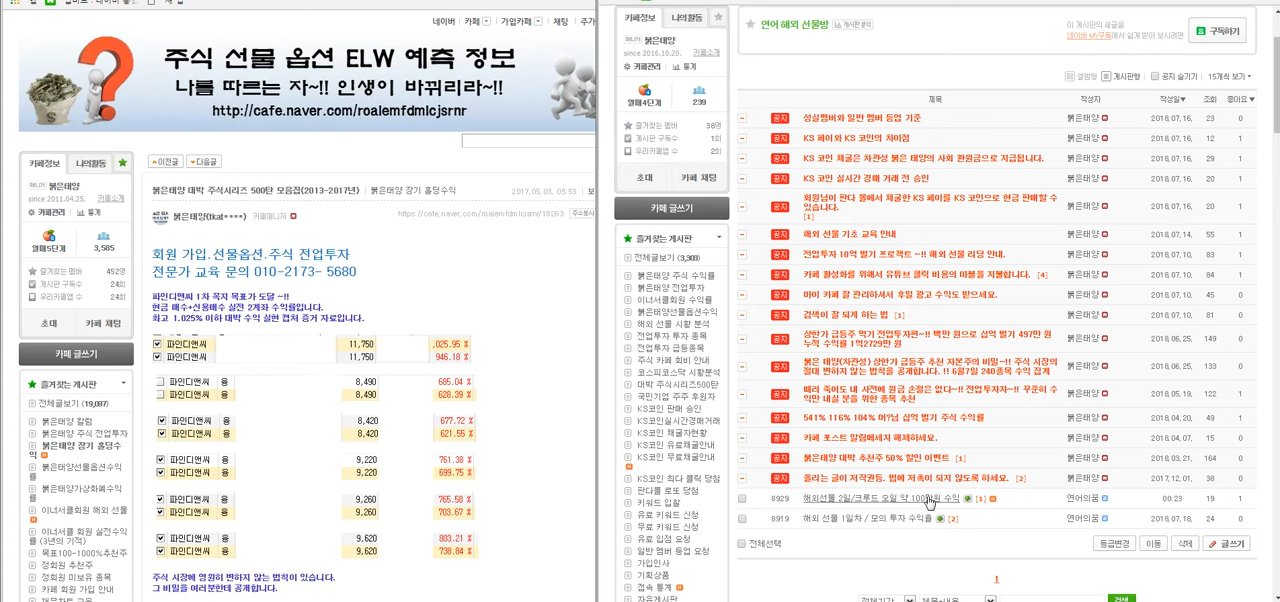 네이버 카페 가입카페 채팅
주식 선물 옵션 ELW 예측 정보
나를 따르는 자~!! 인생이 바뀌리라~!!
http://cafe.naver.com/roalemfdmlcjsrnr
카페정보 나의활동
붉은태양
since 2011.04.25. 카페소개
카페관리 통계
열매5단계 3,585
즐겨찾는 멤버 452명
게시판 구독수 24회
우리카페앱 수 24회
초대 카페 채팅
카페 글쓰기
즐겨찾는 게시판
전체글보기 (19,097)
붉은태양 칼럼
붉은태양 주식 전업투자
붉은태양 장기 홀딩수익
붉은태양선물옵션수익률
붉은태양가상화폐수익률
이너서클회원 해외 선물
이너서클 회원 실전수익률(3년의 기적)
목표100-1000%추천주
정회원 추천주
정회원 미보유 종목
카페 회원 가입 안내
이전글 다음글
붉은태양 대박 주식시리즈 500탄 모음집(2013-2017년) 붉은태양 장기 홀딩수익 2017.05.03. 05:53
붉은태양(tkat****) 카페매니저
https://cafe.naver.com/roalemfdmlcjsrnr/18263 주소복사
회원 가입.선물옵션.주식 전업투자
전문가 교육 문의 010-2173- 5680
파인디앤씨 1차 폭지 목표가 도달 ~!!
현금 매수+신용매수 실전 2계좌 수익률입니다.
최고 1.025% 이하 대박 수익 실현 캡쳐 증거 자료입니다.
파인디앤씨 11,750 ,025.95 %
파인디앤씨 11,750 946.18 %
파인디앤씨 융 8,490 685.04 %
파인디앤씨 융 8,490 628.39 %
파인디앤씨 융 8,420 677.72 %
파인디앤씨 융 8,420 621.55 %
파인디앤씨 융 9,220 761.38 %
파인디앤씨 융 9,220 699.75 %
파인디앤씨 융 9,260 765.58 %
파인디앤씨 융 9,260 703.67 %
파인디앤씨 융 9,620 803.21 %
파인디앤씨 융 9,620 738.84 %
주식 시장에 영원히 변하지 않는 법칙이 있습니다.
그 비밀을 여러분한테 공개합니다.
카페정보 나의활동
붉은태양
since 2016.10.20. 카페소개
카페관리 통계
열매4단계 239
즐겨찾는 멤버 38명
게시판 구독수 1회
우리카페앱 수 2회
초대 카페 채팅
카페 글쓰기
즐겨찾는 게시판
전체글보기 (3,308)
붉은태양 주식 수익률
붉은태양 전업투자
이너서클회원 수익률
붉은태양선물옵션수익률
해외 선물 시황 분석
전업투자 투자 종목
전업투자 급등종목
주식 카페 회비 안내
코스피코스닥 시황분석
대박 주식시리즈500탄
국민기업 주주 후원자
KS코인 판매 승인
KS코인실시간경매거래
KS코인 채굴자현황
KS코인 유료채굴안내
KS코인 무료채굴안내
KS코인 최다 클릭 당첨
판다몰 로또 당첨
키워드 입찰
유료 키워드 신청
무료 키워드 신청
유료 입점 요청
일반 멤버 등업 요청
가입인사
기획상품
접속 통계
자유게시판
연어 해외 선물방 게시판분석
이 게시판의 새글을
네이버 MY구독에서 쉽게 받아 보시려면
구독하기
앨범형 게시판형 공지 숨기기 15개씩 보기
제목 작성자 작성일 조회 좋아요
공지 성실멤버와 일반 멤버 등업 기준 붉은태양 2018.07.16. 23 0
공지 KS 페이와 KS 코인의 차이점 붉은태양 2018.07.16. 12 1
공지 KS 코인 채굴은 차관성 붉은 태양의 사회 환원금으로 지급됩니다. 붉은태양 2018.07.16. 29 1
공지 KS 코인 실시간 경매 거래 전 승인 붉은태양 2018.07.16. 20 1
공지 회원님이 판다 몰에서 채굴한 KS 페이를 KS 코인으로 현금 판매할 수 있습니다. [1] 붉은태양 2018.07.16. 20 1
공지 해외 선물 기초 교육 안내 붉은태양 2018.07.14. 55 1
공지 전업투자 10억 벌기 프로젝트 ~!! 해외 선물 리딩 안내. 붉은태양 2018.07.10. 83 1
공지 카페 활성화를 위해서 유튜브 클릭 비용의 마블을 지불합니다. [4] 붉은태양 2018.07.10. 84 1
공지 마이 카페 잘 관리하셔서 후일 광고 수익도 받으세요. 붉은태양 2018.07.10. 45 0
공지 검색이 잘 되게 하는 법 [1] 붉은태양 2018.07.10. 81 0
공지 상한가 급등주 먹기 전업투자편~!! 백만 원으로 십억 벌기 497만 원 누적 수익률 1억2729만 원 붉은태양 2018.06.25. 149 0
공지 붉은 태양(차관성) 상한가 급등주 추천 자본주의 비밀~!! 주식 시장의 절대 변하지 않는 법칙을 공개합니다. !! 6월7일 240종목 수익 집계 붉은태양 2018.06.25. 133 0
공지 때려 죽여도 내 사전에 원금 손절은 없다~!! 전업투자자~!! 꾸준히 수익만 내실 분을 위한 종목 추천 붉은태양 2018.05.19. 122 1
공지 541% 116% 104% 머가님 십억 벌기 주식 수익률 붉은태양 2018.04.20. 49 1
공지 카페 포스트 알림메세지 해제하세요. 붉은태양 2018.04.07. 15 0
공지 붉은태양 대박 추천주 50% 할인 이벤트 [1] 붉은태양 2018.03.21. 164 0
공지 올리는 글이 저작권등. 법에 저촉이 되지 않도록 하세요. [2] 붉은태양 2017.12.01. 38 0
8929 해외선물 2일/크루드 오일 약 100만원 수익 [1] 연어의꿈 00:23 19 1
8919 해외 선물 1일차 / 모의 투자 수익률 [2] 연어의꿈 2018.07.18. 24 0
전체선택 등급변경 이동 삭제 글쓰기
1
전체기간 제목+내용 검색